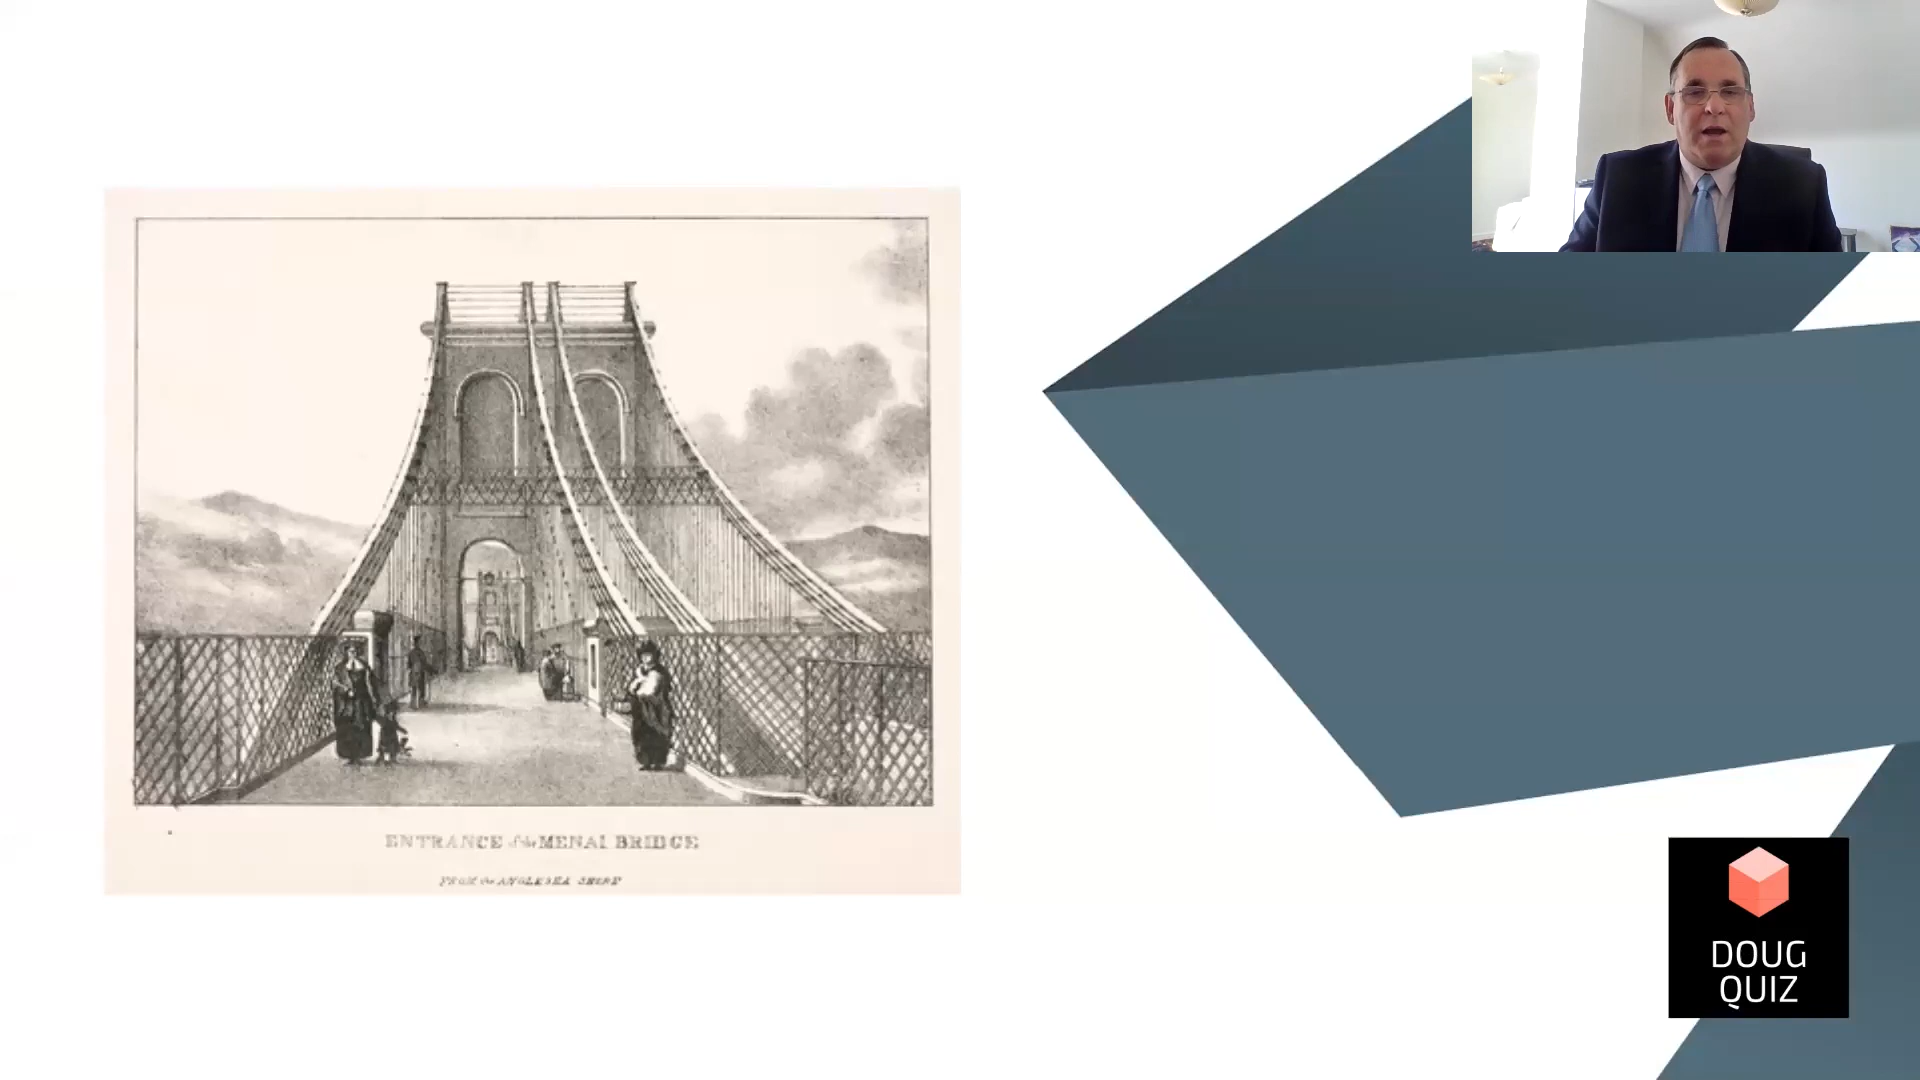 ENTRANCE of the MENAI BRIDGE
FROM the ANGLESEA SHORE
DOUG
QUIZ